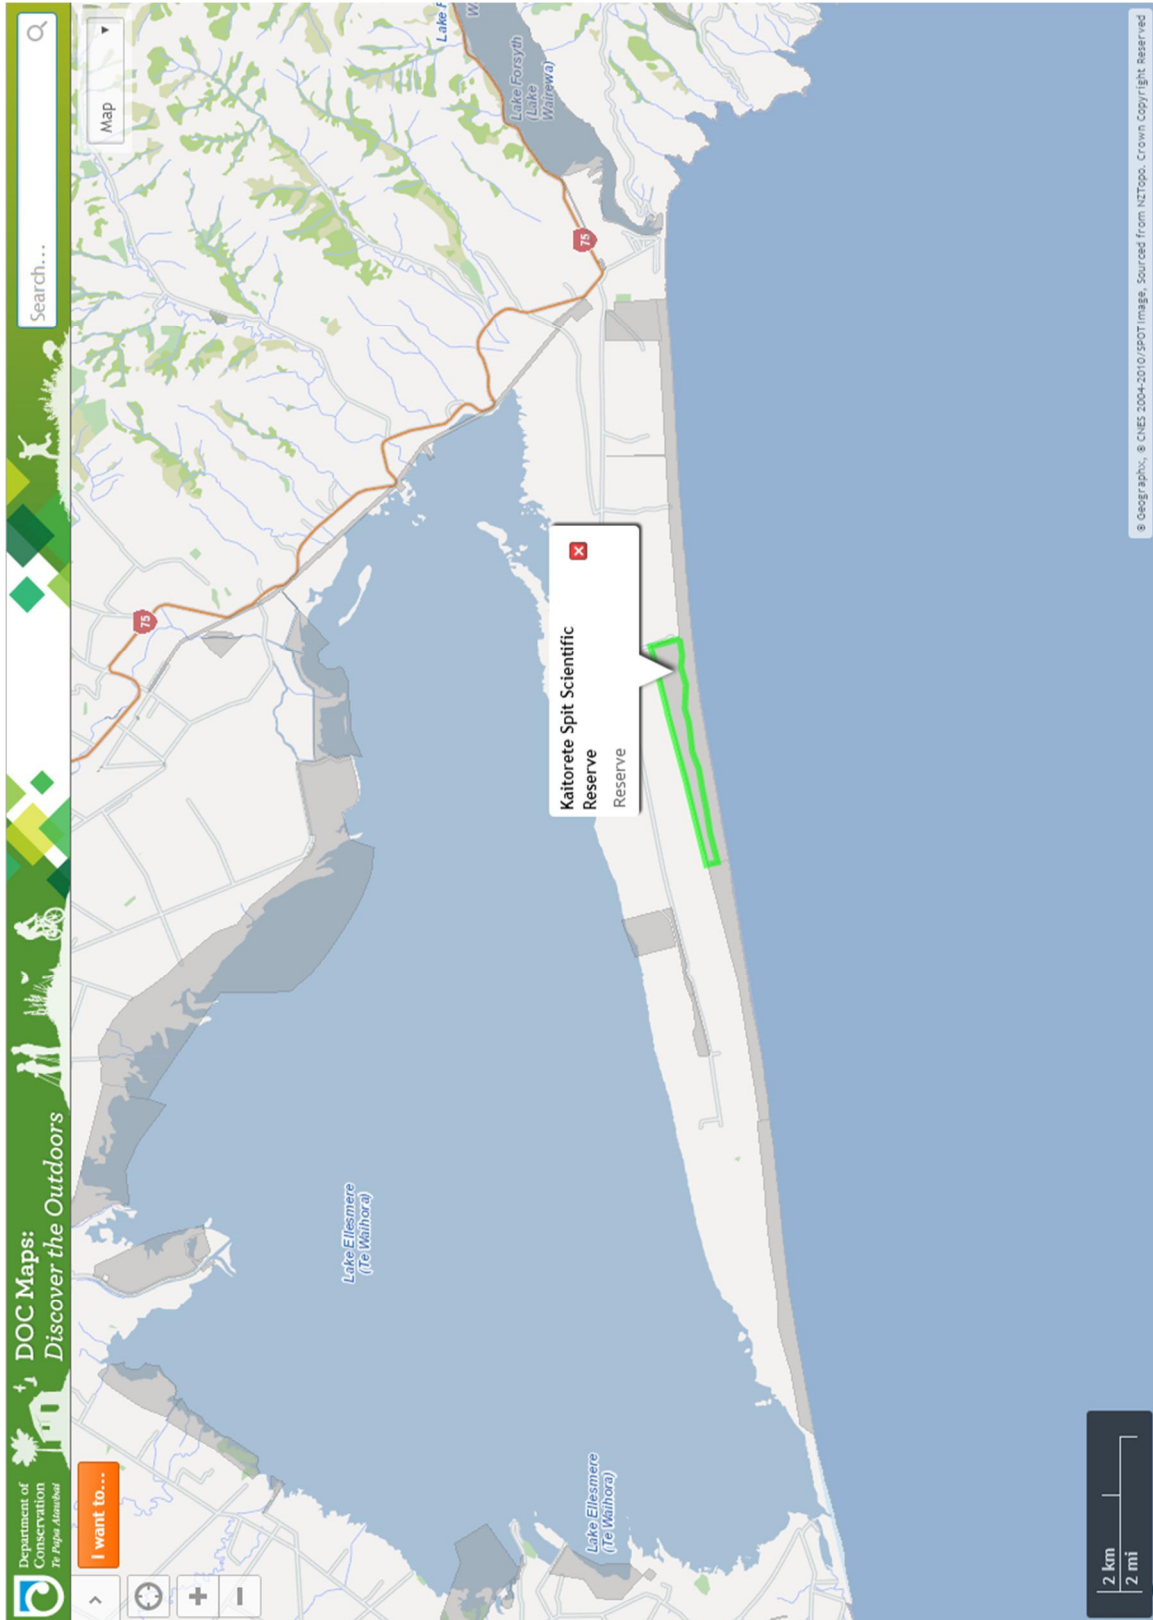 Department of
Conservation
Te Papa Atawhai
DOC Maps:
Discover the Outdoors
Search...
I want to...
Map
75
75
Lake F
Lake Forsyth
(Lake
Wairewa)
Kaitorete Spit Scientific
Reserve
Reserve
Lake Ellesmere
(Te Waihora)
Lake Ellesmere
(Te Waihora)
2 km
2 mi
© Geographx, © CNES 2004-2010/SPOTImage, Sourced from NZTopo. Crown Copyright Reserved